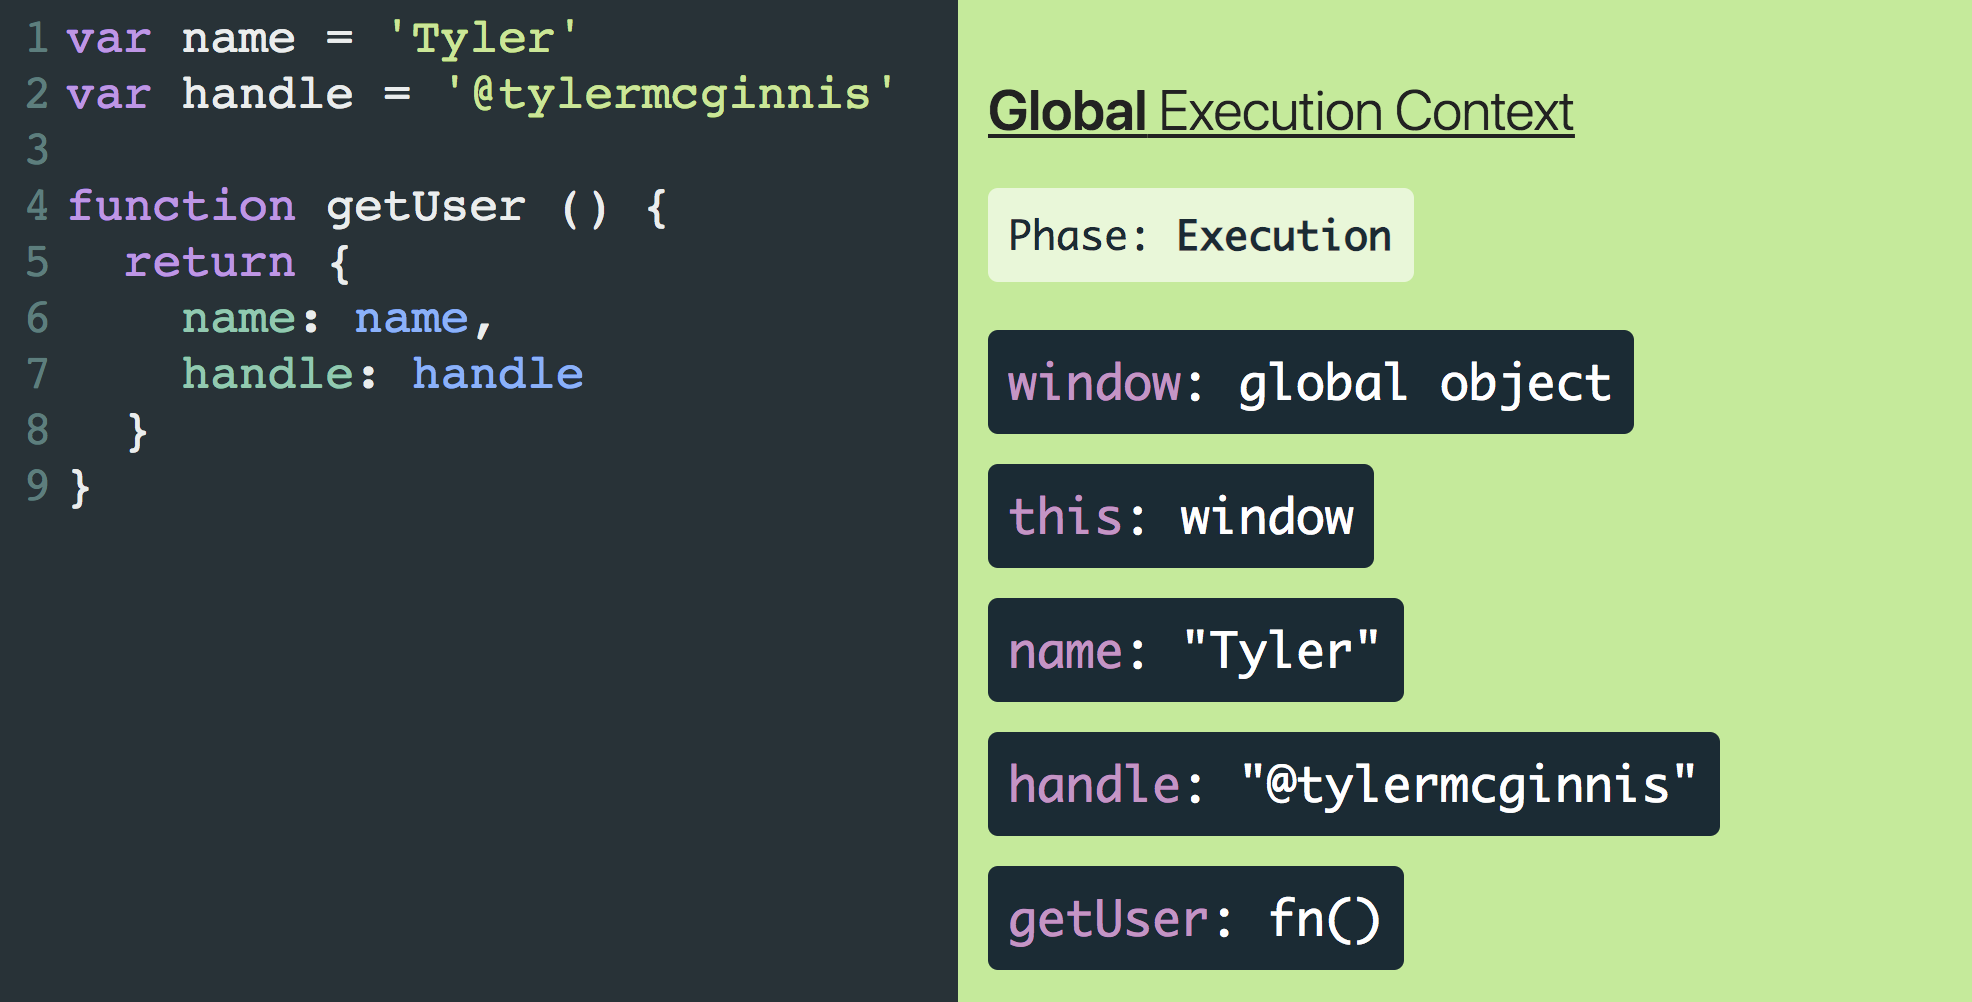 1 var name = 'Tyler'
2 var handle = '@tylermcginnis'
3
4 function getUser () {
5   return {
6     name: name,
7     handle: handle
8   }
9 }
Global Execution Context
Phase: Execution
window: global object
this: window
name: "Tyler"
handle: "@tylermcginnis"
getUser: fn()